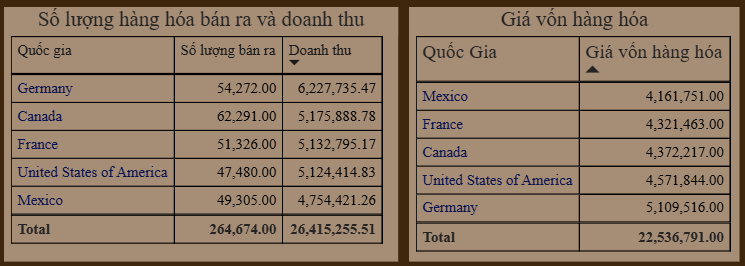 Số lượng hàng hóa bán ra và doanh thu
Quốc gia Số lượng bán ra Doanh thu
Germany 54,272.00 6,227,735.47
Canada 62,291.00 5,175,888.78
France 51,326.00 5,132,795.17
United States of America 47,480.00 5,124,414.83
Mexico 49,305.00 4,754,421.26
Total 264,674.00 26,415,255.51
Giá vốn hàng hóa
Quốc Gia Giá vốn hàng hóa
Mexico 4,161,751.00
France 4,321,463.00
Canada 4,372,217.00
United States of America 4,571,844.00
Germany 5,109,516.00
Total 22,536,791.00